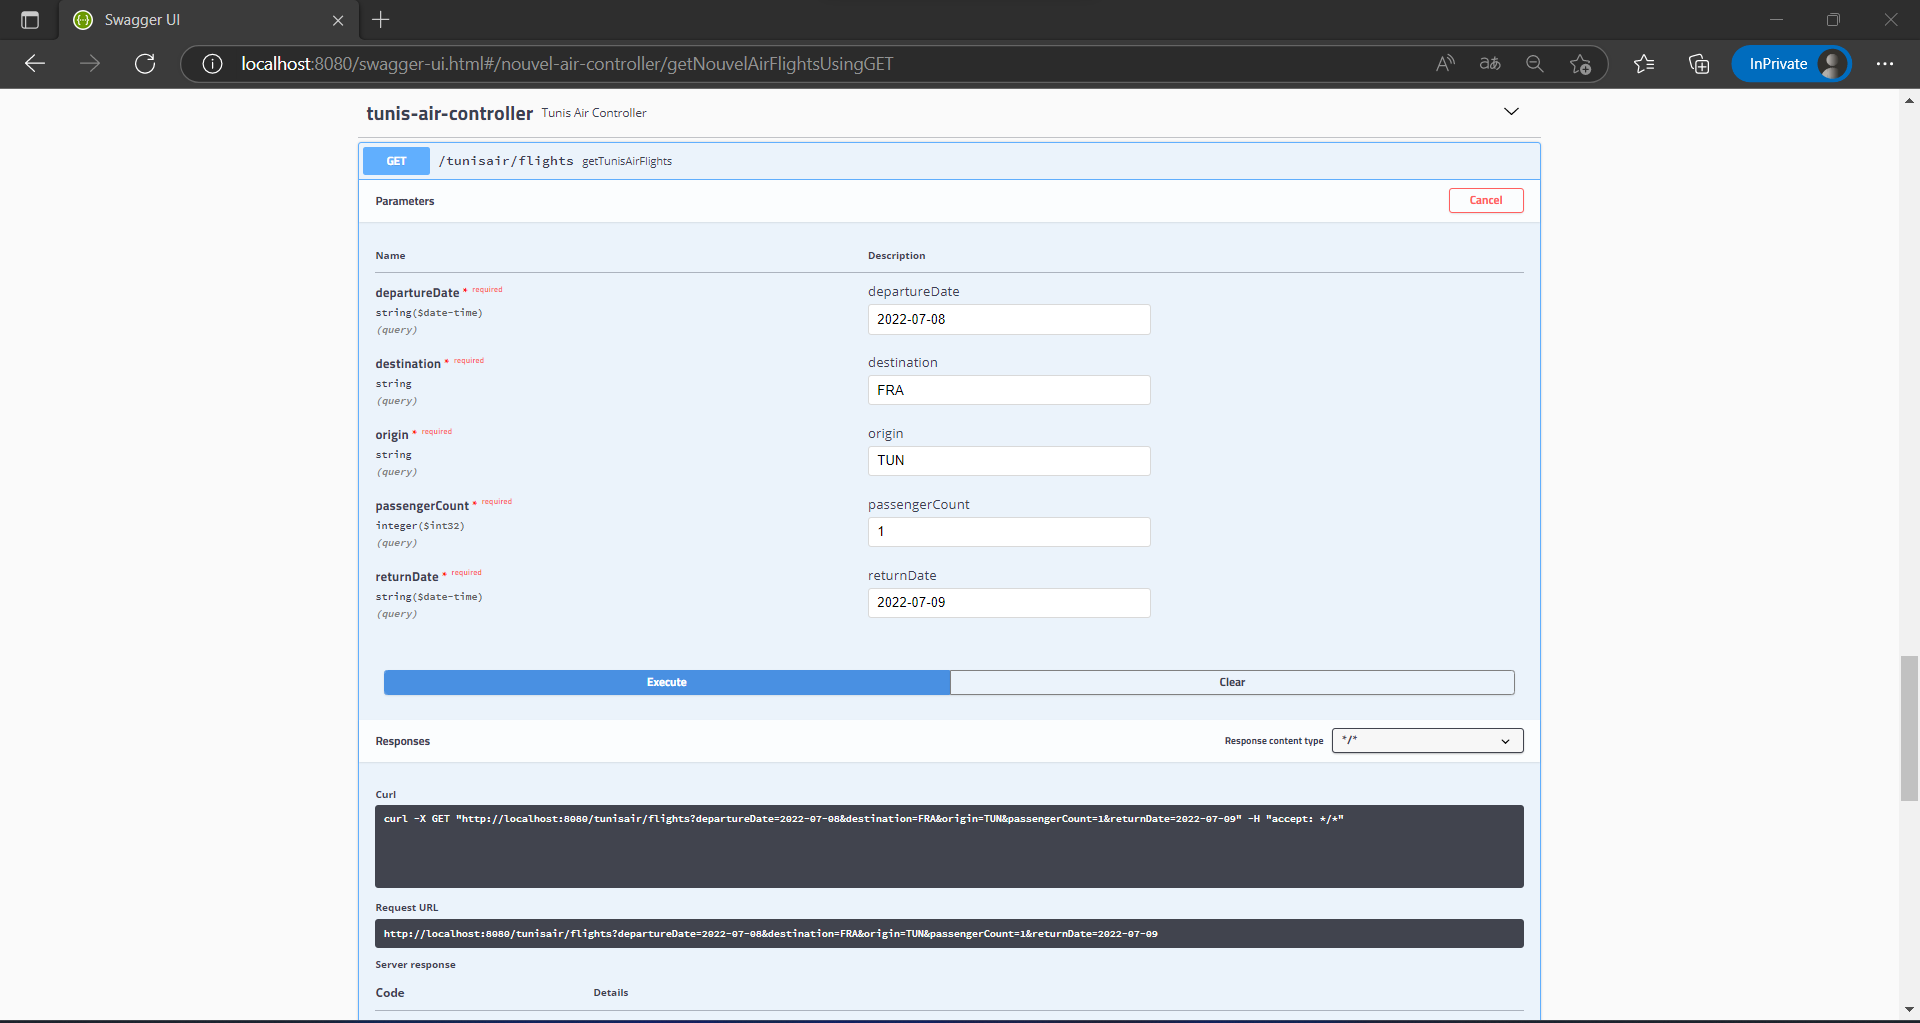 Swagger UI
localhost:8080/swagger-ui.html#/nouvel-air-controller/getNouvelAirFlightsUsingGET
aあ
InPrivate
tunis-air-controller Tunis Air Controller
GET /tunisair/flights getTunisAirFlights
Parameters
Cancel
Name Description
departureDate * required
string($date-time)
(query)
departureDate
2022-07-08
destination * required
string
(query)
destination
FRA
origin * required
string
(query)
origin
TUN
passengerCount * required
integer($int32)
(query)
passengerCount
1
returnDate * required
string($date-time)
(query)
returnDate
2022-07-09
Execute Clear
Responses
Response content type */*
Curl
curl -X GET "http://localhost:8080/tunisair/flights?departureDate=2022-07-08&destination=FRA&origin=TUN&passengerCount=1&returnDate=2022-07-09" -H "accept: */*"
Request URL
http://localhost:8080/tunisair/flights?departureDate=2022-07-08&destination=FRA&origin=TUN&passengerCount=1&returnDate=2022-07-09
Server response
Code Details